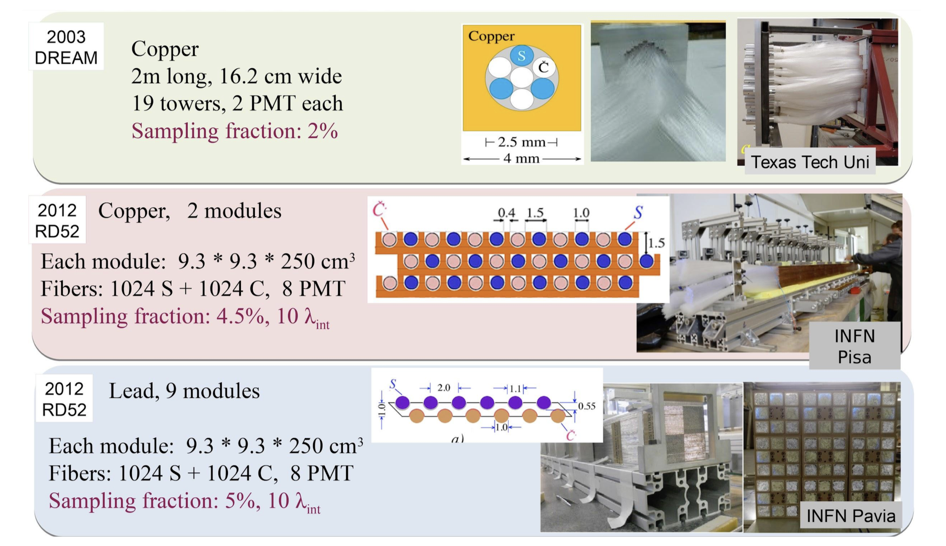 2003
DREAM
Copper
2m long, 16.2 cm wide
19 towers, 2 PMT each
Sampling fraction: 2%
Copper
S
Č
2.5 mm
4 mm
Texas Tech Uni
2012
RD52
Copper, 2 modules
Each module: 9.3 * 9.3 * 250 cm³
Fibers: 1024 S + 1024 C, 8 PMT
Sampling fraction: 4.5%, 10 λint
Č
0.4
1.5
1.0
S
1.5
INFN
Pisa
2012
RD52
Lead, 9 modules
Each module: 9.3 * 9.3 * 250 cm³
Fibers: 1024 S + 1024 C, 8 PMT
Sampling fraction: 5%, 10 λint
S
2.0
1.1
1.0
0.55
1.0
a)
Č
INFN Pavia